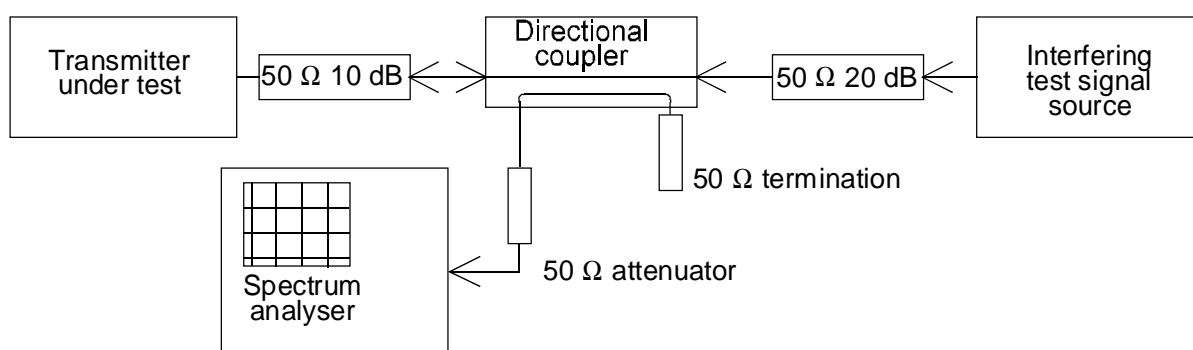 Transmitter
under test
50 Ω 10 dB
Directional
coupler
50 Ω 20 dB
Interfering
test signal
source
50 Ω termination
50 Ω attenuator
Spectrum
analyser